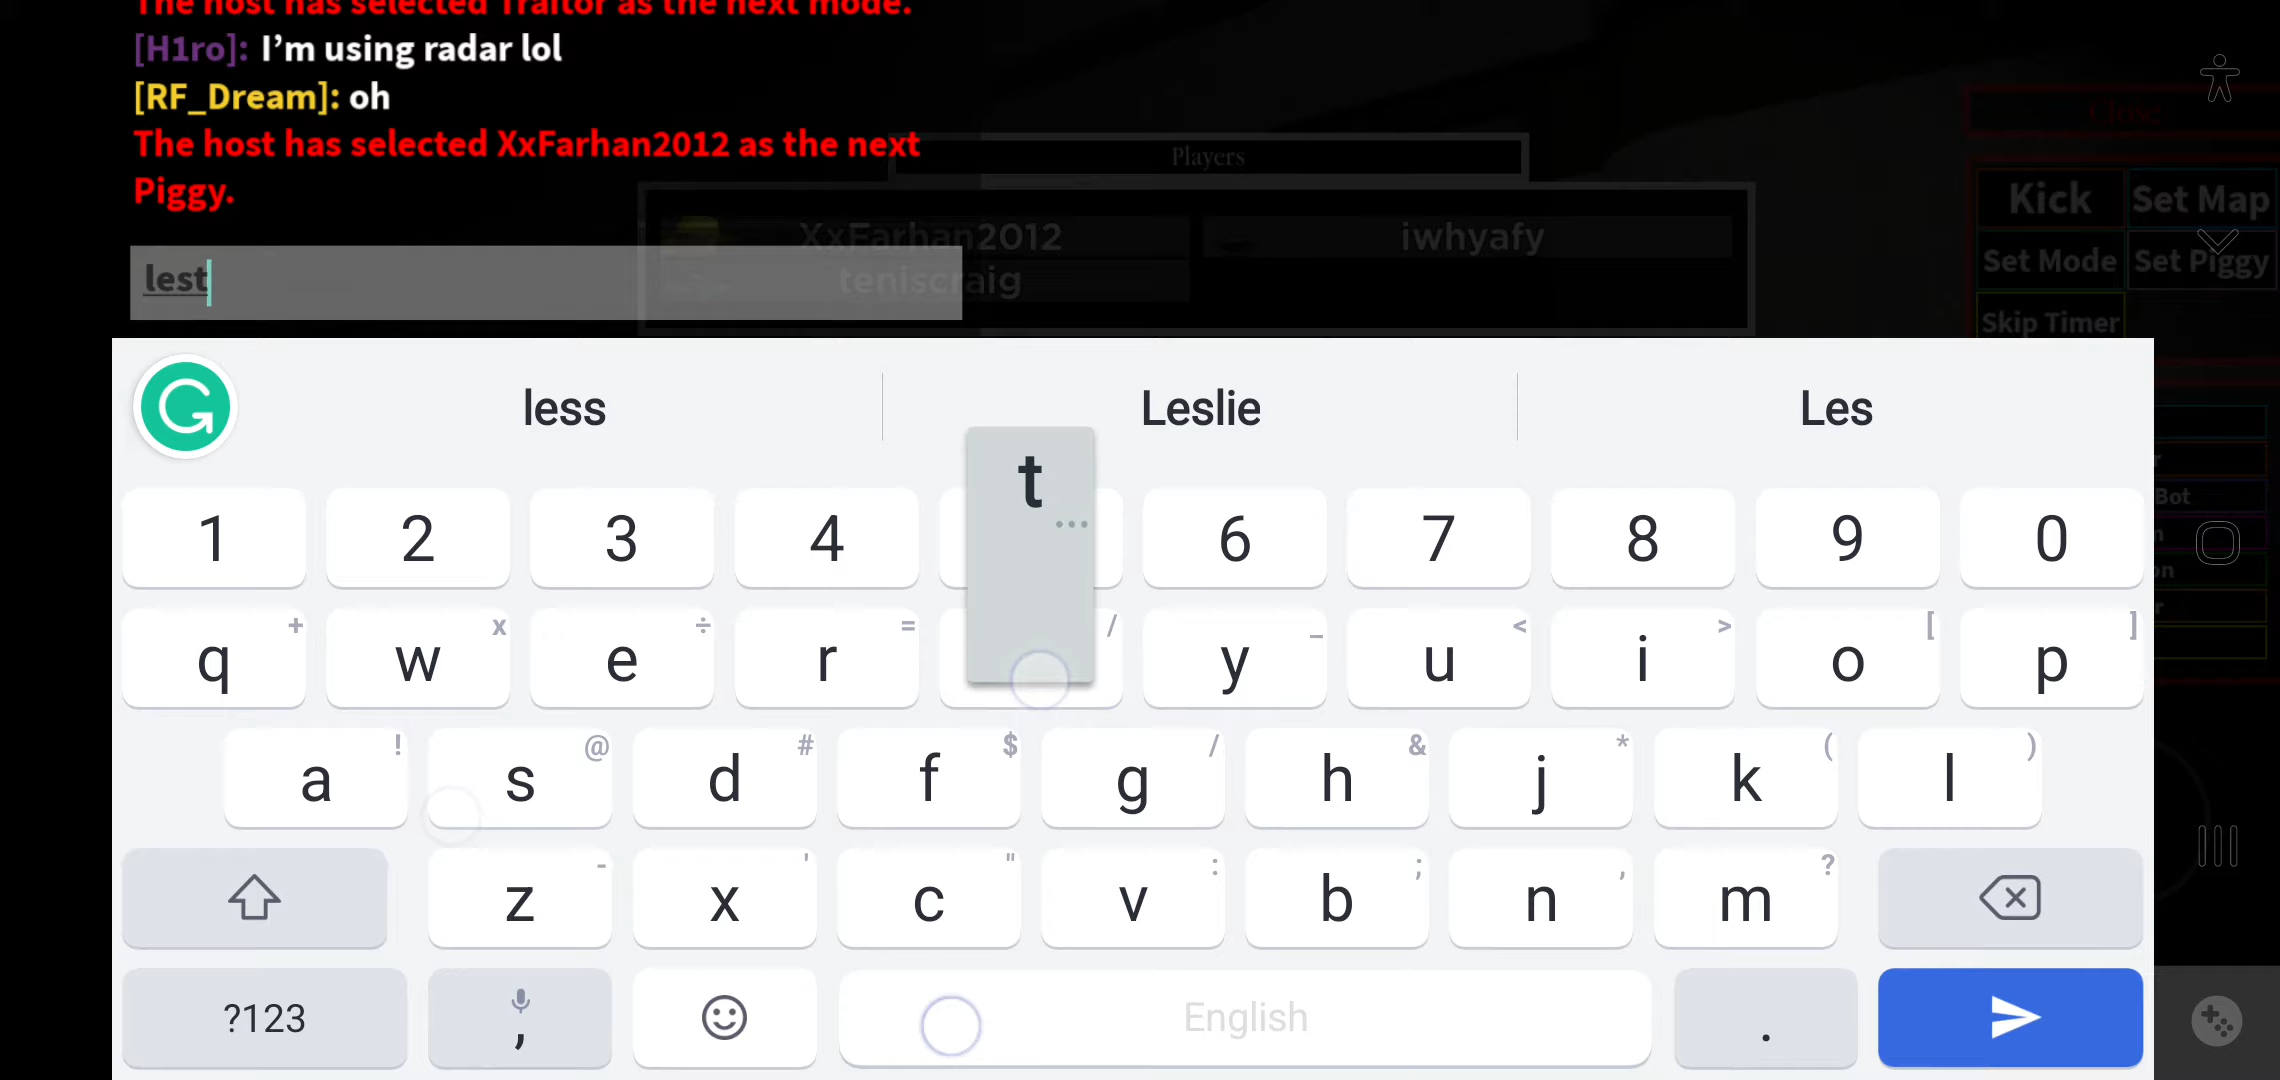 The host has selected Traitor as the next mode.
[H1ro]: I’m using radar lol
[RF_Dream]: oh
The host has selected XxFarhan2012 as the next
Piggy.
lest
Players
XxFarhan2012
iwhyafy
teniscraig
Close
Kick
Set Map
Set Mode
Set Piggy
Skip Timer
Bot
less
Leslie
Les
1 2 3 4 6 7 8 9 0
t
...
q + w x e ÷ r = / y _ u < i > o [ p ]
a ! s @ d # f $ g / h & j * k ( l )
z - x ' c " v : b ; n , m ?
?123 , English .